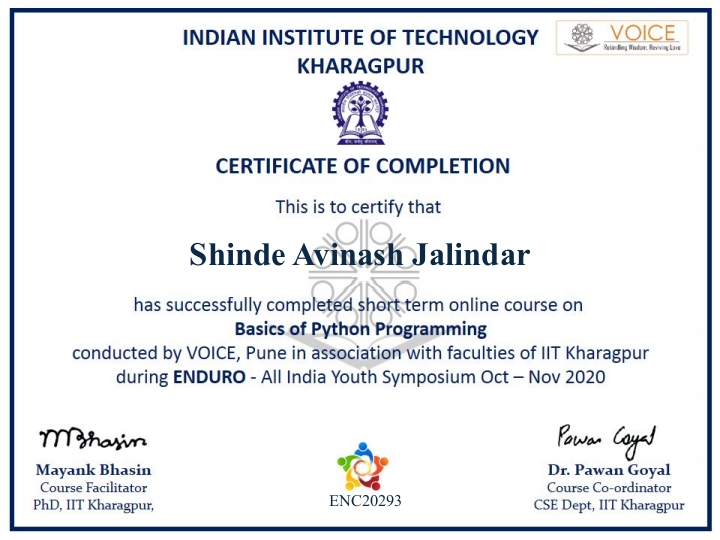 INDIAN INSTITUTE OF TECHNOLOGY
KHARAGPUR
VOICE
Rekindling Wisdom, Reviving Love
CERTIFICATE OF COMPLETION
This is to certify that
Shinde Avinash Jalindar
has successfully completed short term online course on
Basics of Python Programming
conducted by VOICE, Pune in association with faculties of IIT Kharagpur
during ENDURO - All India Youth Symposium Oct – Nov 2020
MBhasin
Mayank Bhasin
Course Facilitator
PhD, IIT Kharagpur,
ENC20293
Pawan Goyal
Dr. Pawan Goyal
Course Co-ordinator
CSE Dept, IIT Kharagpur